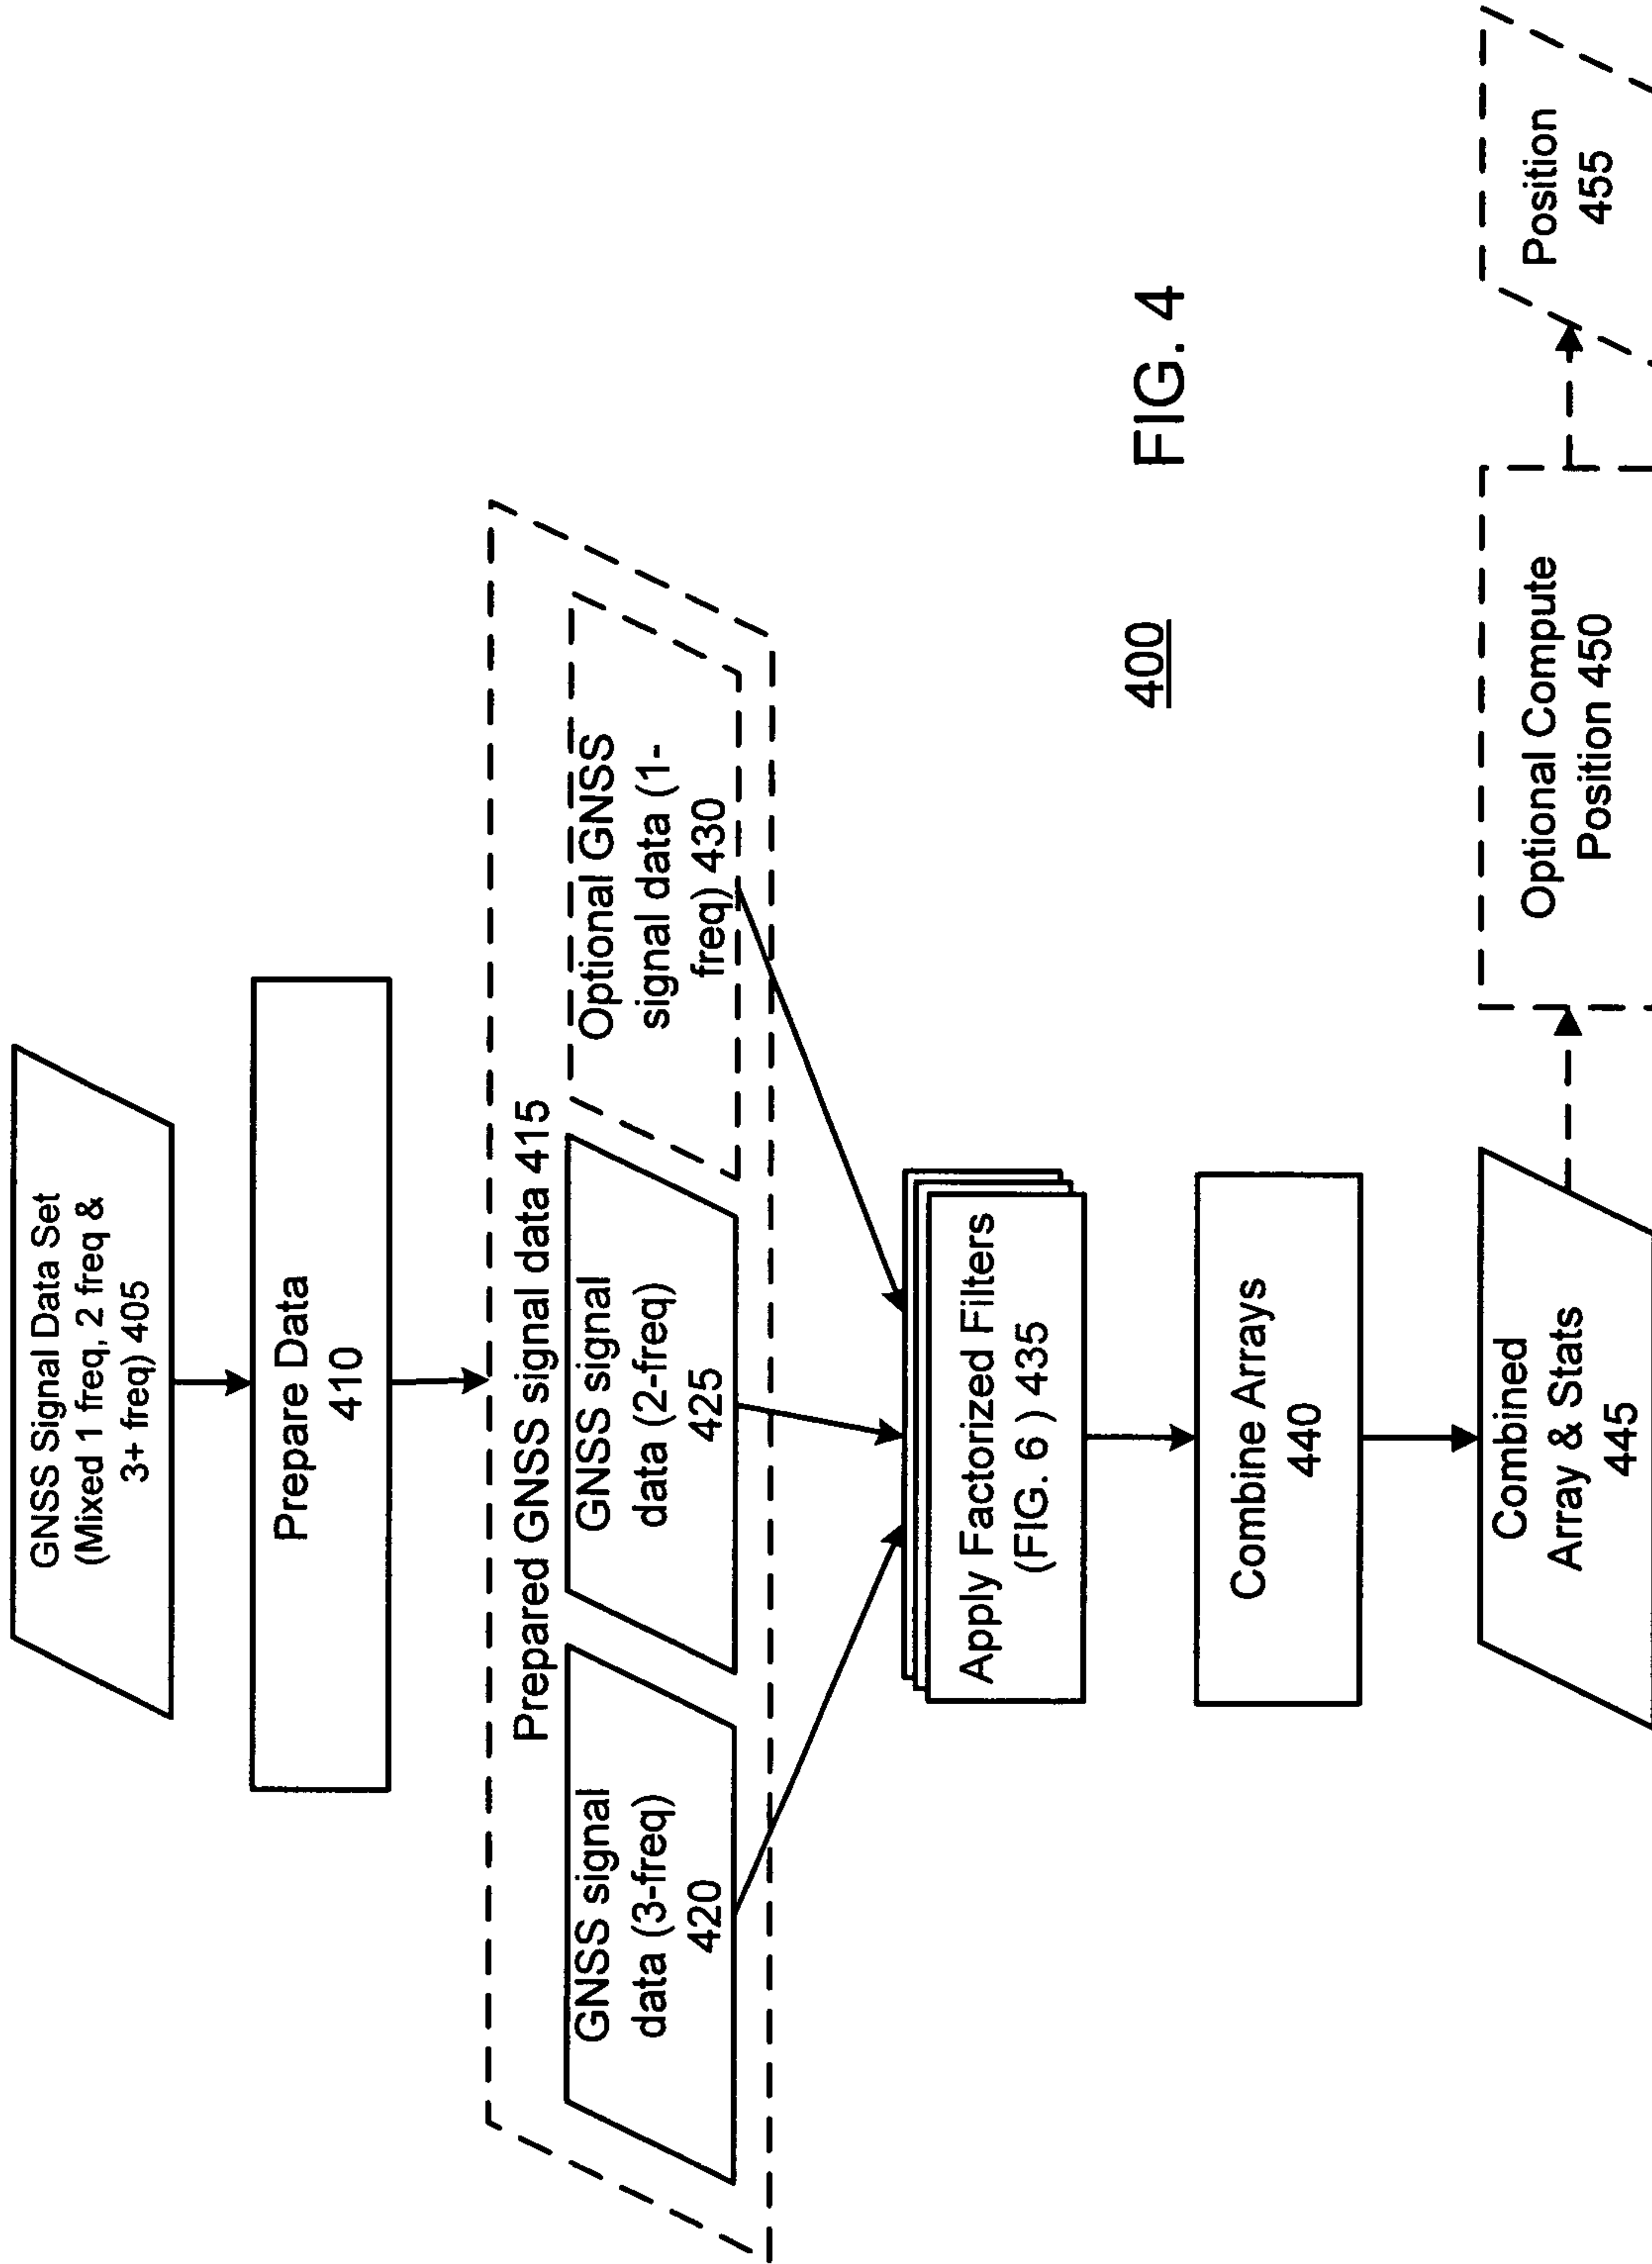 GNSS Signal Data Set
(Mixed 1 freq, 2 freq &
3+ freq) 405
Prepare Data
410
Prepared GNSS signal data 415
GNSS signal
data (3-freq)
420
GNSS signal
data (2-freq)
425
Optional GNSS
signal data (1-
freq) 430
Apply Factorized Filters
(FIG. 6 ) 435
Combine Arrays
440
400
FIG. 4
Combined
Array & Stats
445
Optional Compute
Position 450
Position
455